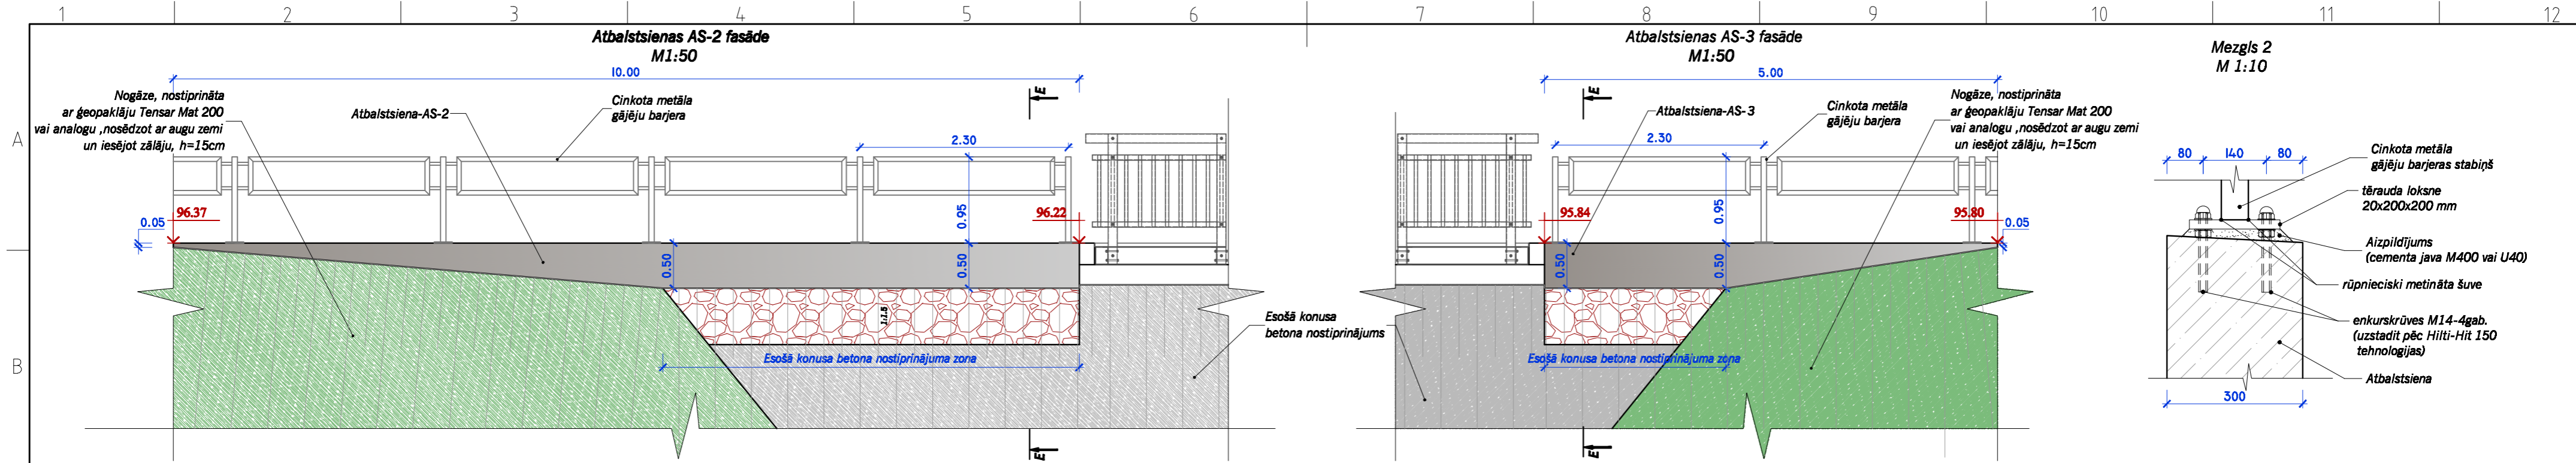 1 2 3 4 5 6 7 8 9 10 11 12
A
B
Atbalstsienas AS-2 fasāde
M1:50
10.00
Nogāze, nostiprināta
ar ģeopaklāju Tensar Mat 200
vai analogu ,nosēdzot ar augu zemi
un iesējot zālāju, h=15cm
Atbalstsiena-AS-2
Cinkota metāla
gājēju barjera
E
2.30
0.95
96.37
96.22
0.05
0.50
0.50
1:1.5
Esošā konusa betona nostiprinājuma zona
E
Esošā konusa
betona nostiprinājums
Atbalstsienas AS-3 fasāde
M1:50
5.00
E
Atbalstsiena-AS-3
Cinkota metāla
gājēju barjera
Nogāze, nostiprināta
ar ģeopaklāju Tensar Mat 200
vai analogu ,nosēdzot ar augu zemi
un iesējot zālāju, h=15cm
2.30
0.95
95.84
95.80
0.05
0.50
0.50
Esošā konusa betona nostiprinājuma zona
E
Mezgls 2
M 1:10
80 140 80
Cinkota metāla
gājēju barjeras stabiņš
tērauda loksne
20x200x200 mm
Aizpildījums
(cementa java M400 vai U40)
rūpnieciski metināta šuve
enkurskrūves M14-4gab.
(uzstadit pēc Hilti-Hit 150
tehnologijas)
Atbalstsiena
300